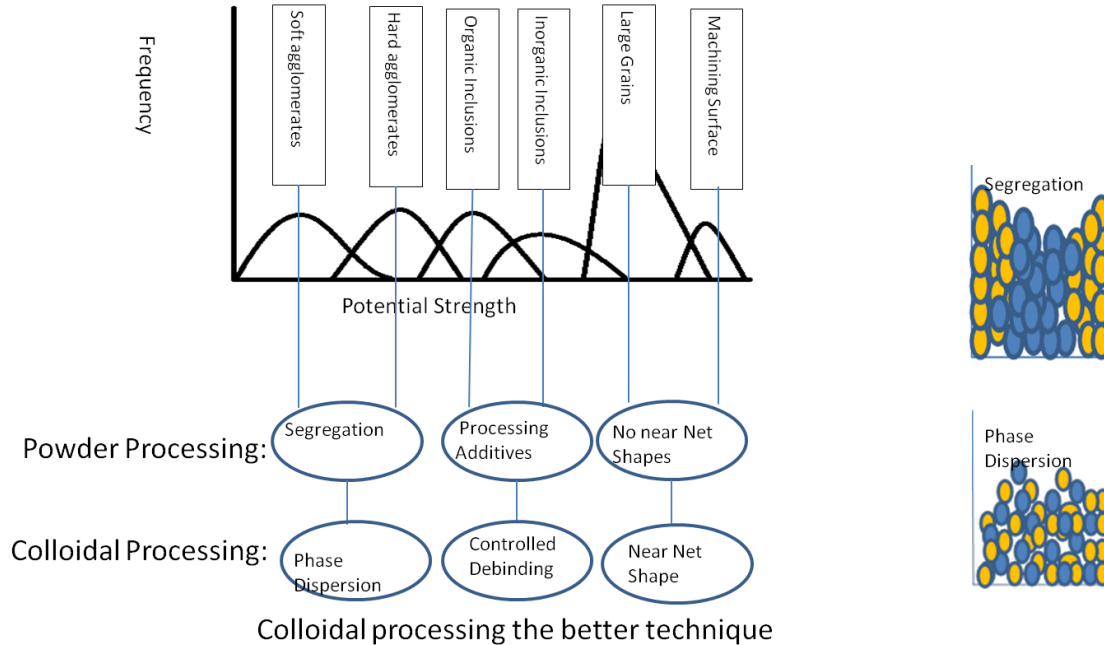 Frequency
Soft agglomerates
Hard agglomerates
Organic Inclusions
Inorganic Inclusions
Large Grains
Machining Surface
Potential Strength
Segregation
Powder Processing:
Segregation
Processing
Additives
No near Net
Shapes
Phase
Dispersion
Colloidal Processing:
Phase
Dispersion
Controlled
Debinding
Near Net
Shape
Colloidal processing the better technique